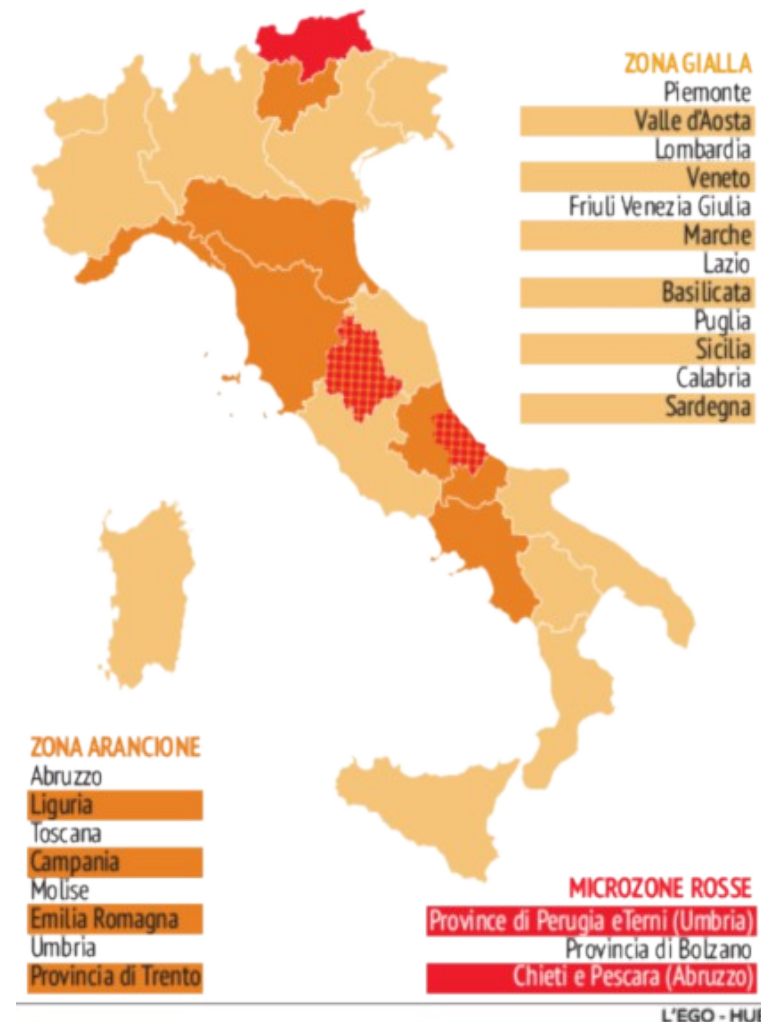 ZONA GIALLA
Piemonte
Valle d'Aosta
Lombardia
Veneto
Friuli Venezia Giulia
Marche
Lazio
Basilicata
Puglia
Sicilia
Calabria
Sardegna
ZONA ARANCIONE
Abruzzo
Liguria
Toscana
Campania
Molise
Emilia Romagna
Umbria
Provincia di Trento
MICROZONE ROSSE
Province di Perugia eTerni (Umbria)
Provincia di Bolzano
Chieti e Pescara (Abruzzo)
L'EGO - HUB